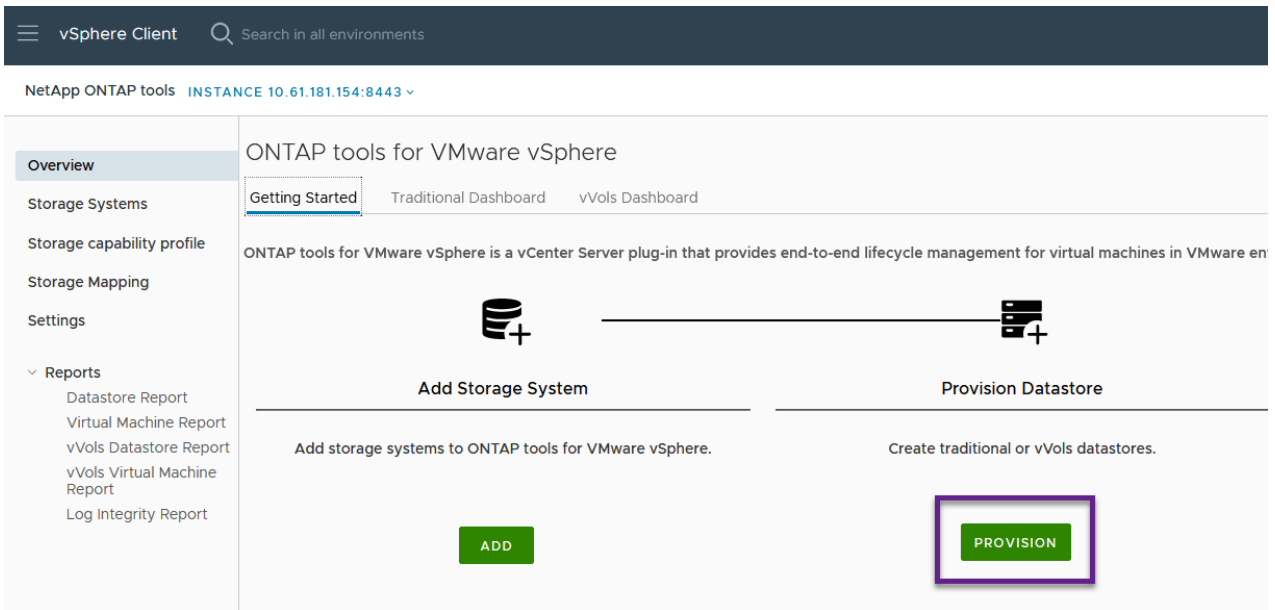 vSphere Client
Search in all environments
NetApp ONTAP tools INSTANCE 10.61.181.154:8443
Overview
Storage Systems
Storage capability profile
Storage Mapping
Settings
Reports
Datastore Report
Virtual Machine Report
vVols Datastore Report
vVols Virtual Machine
Report
Log Integrity Report
ONTAP tools for VMware vSphere
Getting Started Traditional Dashboard vVols Dashboard
ONTAP tools for VMware vSphere is a vCenter Server plug-in that provides end-to-end lifecycle management for virtual machines in VMware
Add Storage System
Add storage systems to ONTAP tools for VMware vSphere.
ADD
Provision Datastore
Create traditional or vVols datastores.
PROVISION